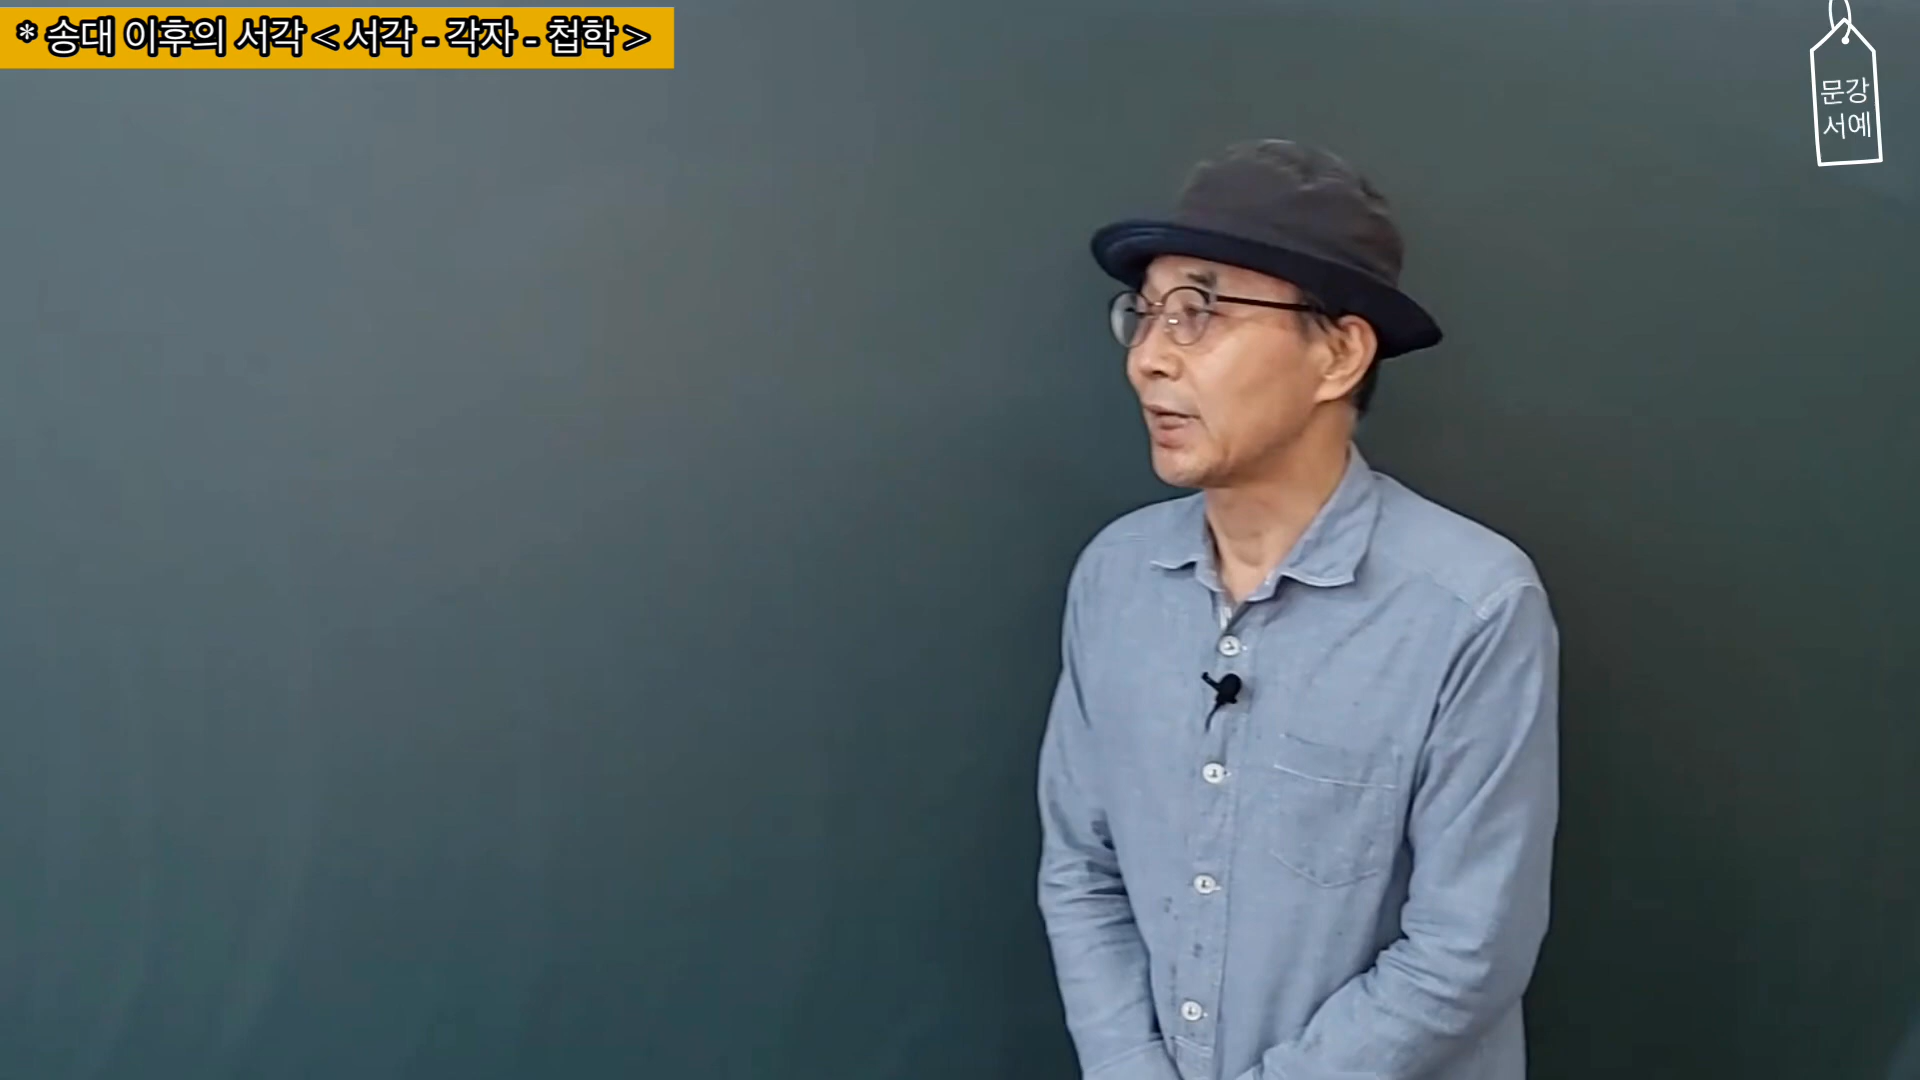 * 송대 이후의 서각 < 서각 - 각자 - 첩학 >
문강
서예